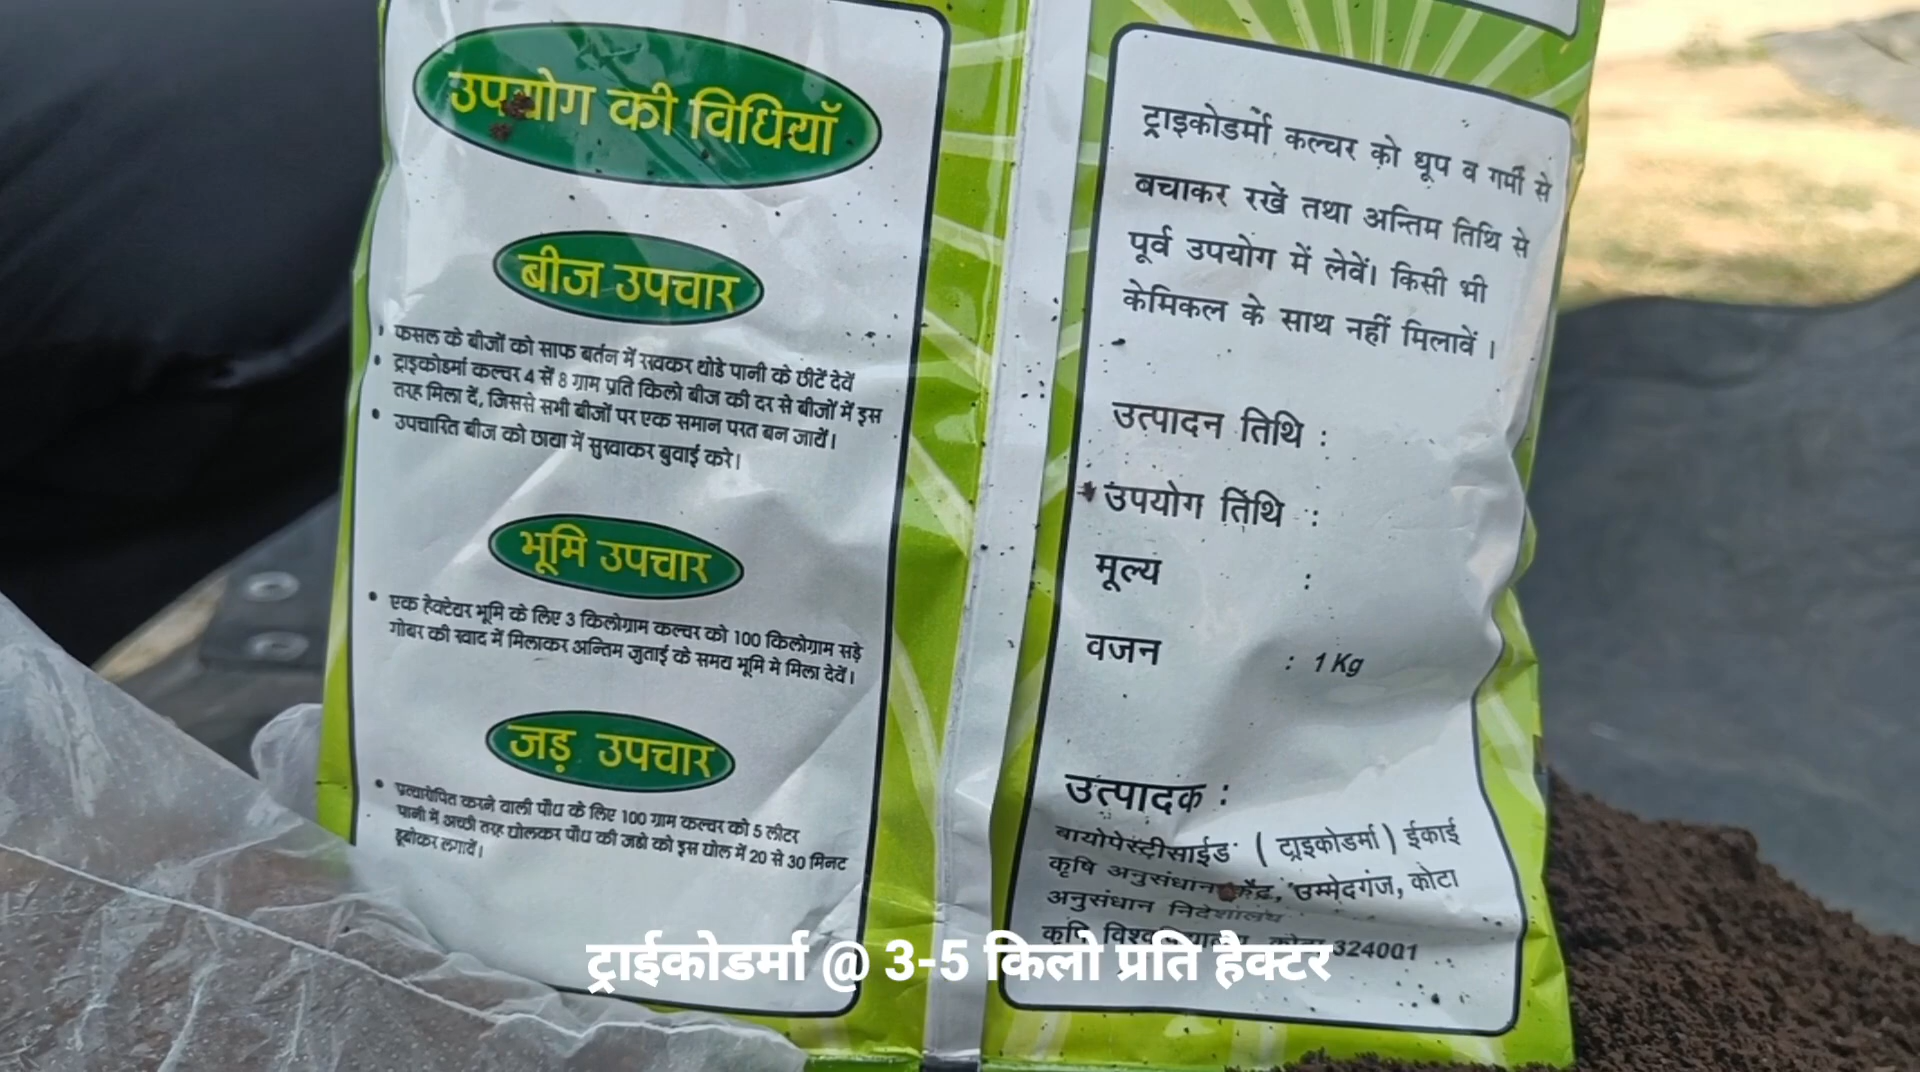 उपयोग की विधियॉ
बीज उपचार
फसल के बीजों को साफ बर्तन में रखकर थोडे पानी के छीटें देवें
ट्राइकोडर्मा कल्चर 4 सें 8 ग्राम प्रति किलो बीज की दर से बीजों में इस
तरह मिला दें, जिससे सभी बीजों पर एक समान परत बन जायें।
उपचारित बीज को छाया में सुखाकर बुवाई करे।
भूमि उपचार
एक हेक्टेयर भूमि के लिए 3 किलोग्राम कल्चर को 100 किलोग्राम सड़े
गोबर की खाद में मिलाकर अन्तिम जुताई के समय भूमि मे मिला देवें।
जड़ उपचार
प्रत्यारोपित करने वाली पौध के लिए 100 ग्राम कल्चर को 5 लीटर
पानी में अच्छी तरह घोलकर पौध की जडो को इस घोल में 20 से 30 मिनट
डूबोकर लगावें।
ट्राइकोडर्मा कल्चर को धूप व गर्मी से
बचाकर रखें तथा अन्तिम तिथि से
पूर्व उपयोग में लेवें। किसी भी
केमिकल के साथ नहीं मिलावें ।
उत्पादन तिथि :
उपयोग तिथि :
मूल्य :
वजन : 1 Kg
उत्पादक :
बायोपेस्टीसाईड ( ट्राइकोडर्मा ) ईकाई
कृषि अनुसंधान केंद्र, उम्मेदगंज, कोटा
अनुसंधान निदेशालय
कृषि 324001
ट्राईकोडर्मा @ 3-5 किलो प्रति हैक्टर